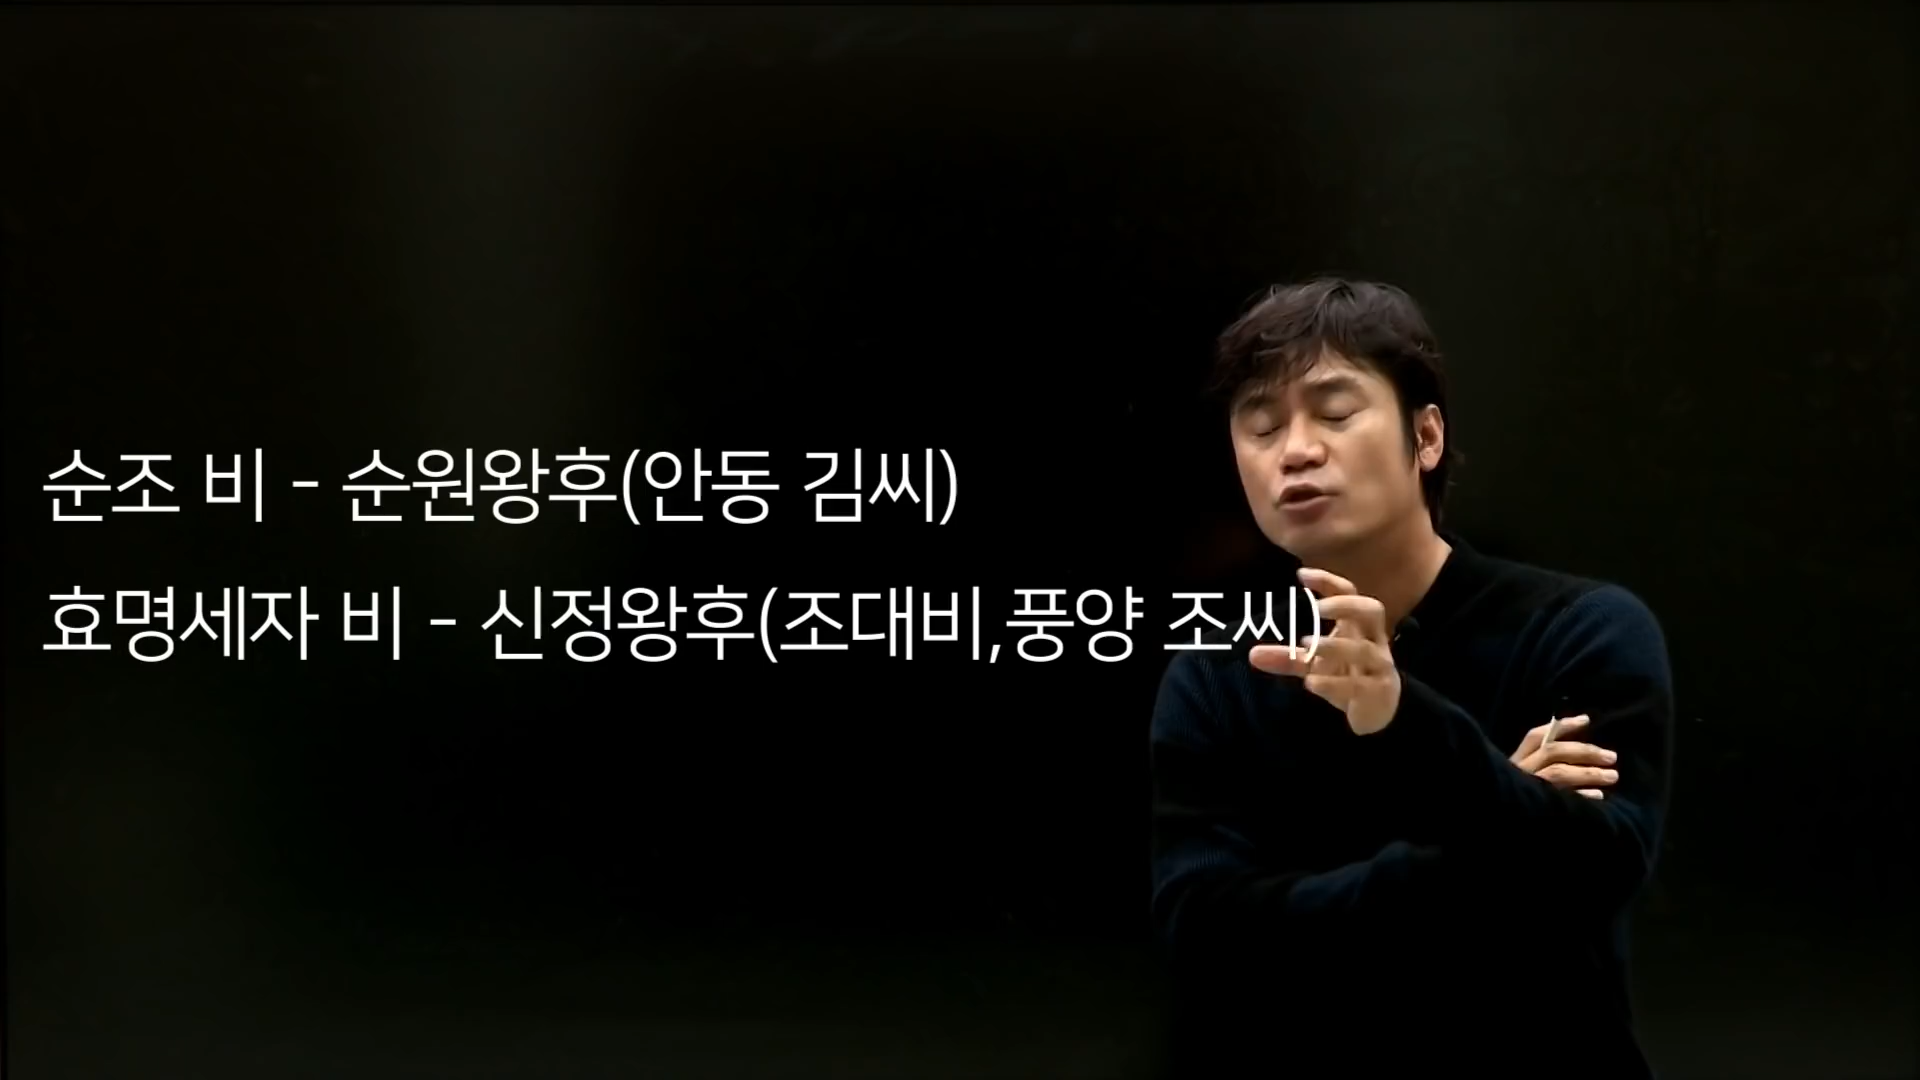 순조 비 - 순원왕후(안동 김씨)
효명세자 비 - 신정왕후(조대비,풍양 조씨)